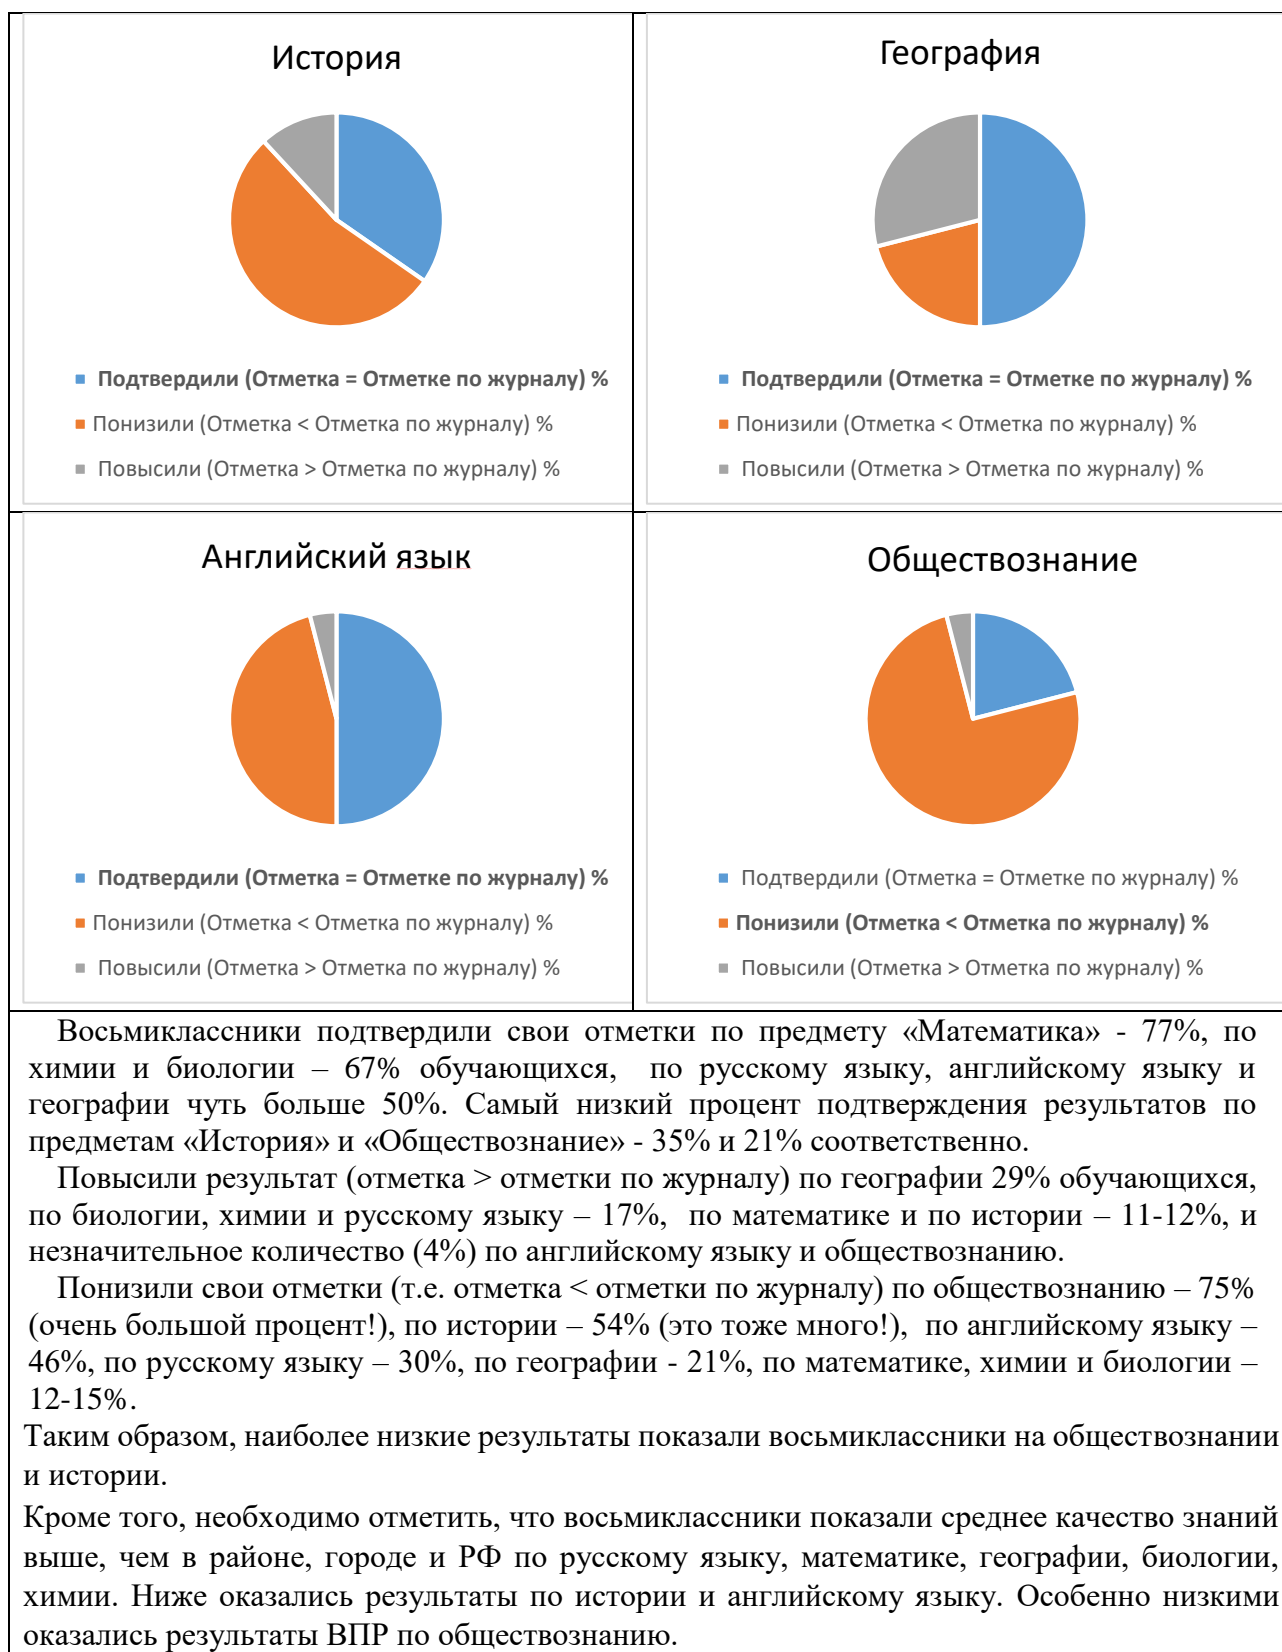 История
Подтвердили (Отметка = Отметке по журналу) %
Понизили (Отметка < Отметка по журналу) %
Повысили (Отметка > Отметка по журналу) %
География
Подтвердили (Отметка = Отметке по журналу) %
Понизили (Отметка < Отметка по журналу) %
Повысили (Отметка > Отметка по журналу) %
Английский язык
Подтвердили (Отметка = Отметке по журналу) %
Понизили (Отметка < Отметка по журналу) %
Повысили (Отметка > Отметка по журналу) %
Обществознание
Подтвердили (Отметка = Отметке по журналу) %
Понизили (Отметка < Отметка по журналу) %
Повысили (Отметка > Отметка по журналу) %
Восьмиклассники подтвердили свои отметки по предмету «Математика» - 77%, по
химии и биологии – 67% обучающихся, по русскому языку, английскому языку и
географии чуть больше 50%. Самый низкий процент подтверждения результатов по
предметам «История» и «Обществознание» - 35% и 21% соответственно.
Повысили результат (отметка > отметки по журналу) по географии 29% обучающихся,
по биологии, химии и русскому языку – 17%, по математике и по истории – 11-12%, и
незначительное количество (4%) по английскому языку и обществознанию.
Понизили свои отметки (т.е. отметка < отметки по журналу) по обществознанию – 75%
(очень большой процент!), по истории – 54% (это тоже много!), по английскому языку –
46%, по русскому языку – 30%, по географии - 21%, по математике, химии и биологии –
12-15%.
Таким образом, наиболее низкие результаты показали восьмиклассники на обществознании
и истории.
Кроме того, необходимо отметить, что восьмиклассники показали среднее качество знаний
выше, чем в районе, городе и РФ по русскому языку, математике, географии, биологии,
химии. Ниже оказались результаты по истории и английскому языку. Особенно низкими
оказались результаты ВПР по обществознанию.